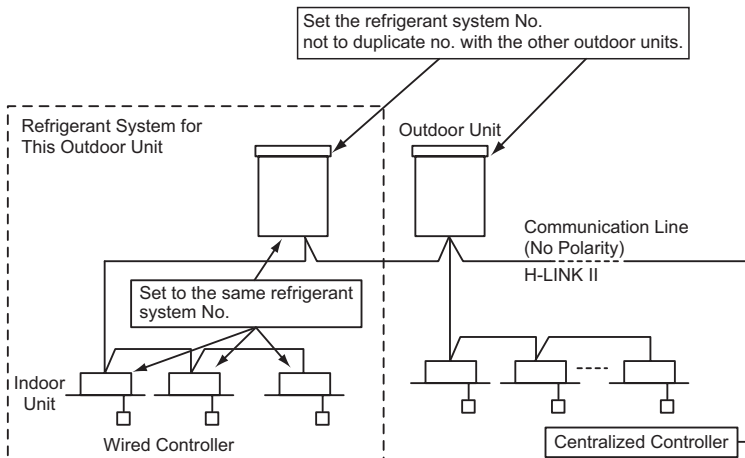 Set the refrigerant system No.
not to duplicate no. with the other outdoor units.
Refrigerant System for
This Outdoor Unit
Outdoor Unit
Communication Line
(No Polarity)
H-LINK II
Set to the same refrigerant
system No.
Indoor
Unit
Wired Controller
Centralized Controller